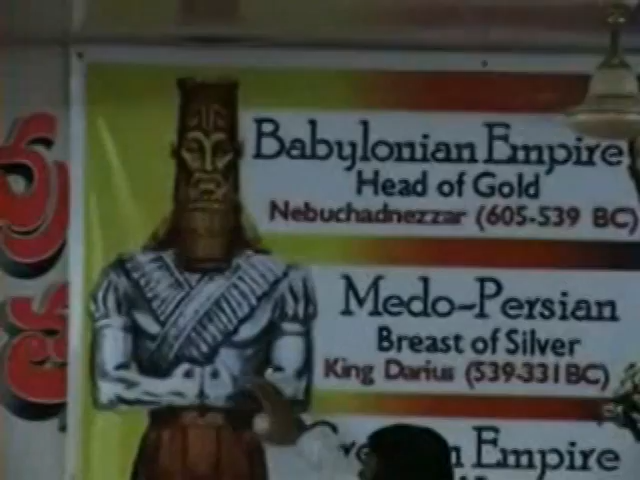 Babylonian Empire
Head of Gold
Nebuchadnezzar (605-539 BC)
Medo-Persian
Breast of Silver
King Darius (539-331BC)
Empire